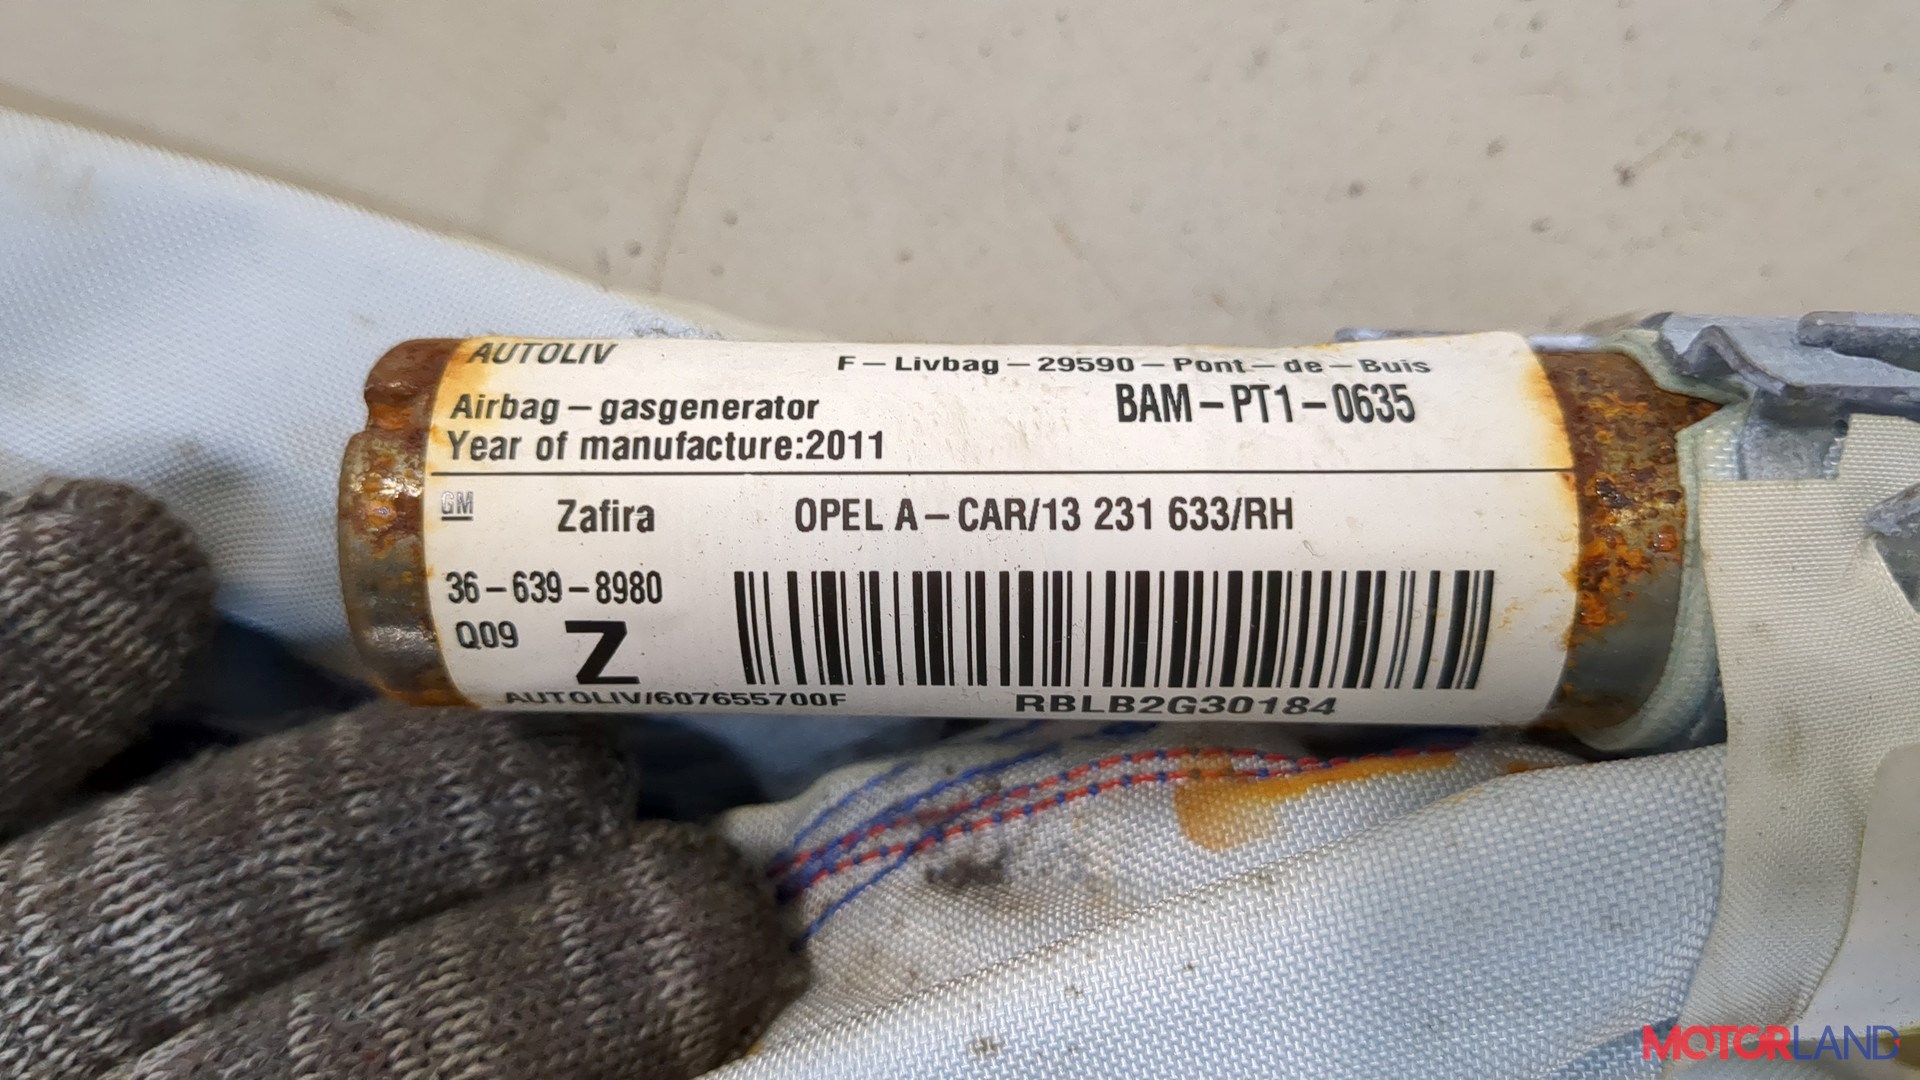 AUTOLIV
F-Livbag-29590-Pont-de-Buis
Airbag-gasgenerator
BAM-PT1-0635
Year of manufacture:2011
GM
Zafira
OPEL A-CAR/13 231 633/RH
36-639-8980
Q09
Z
AUTOLIV/607655700F
RBLB2G30184
MOTORLAND